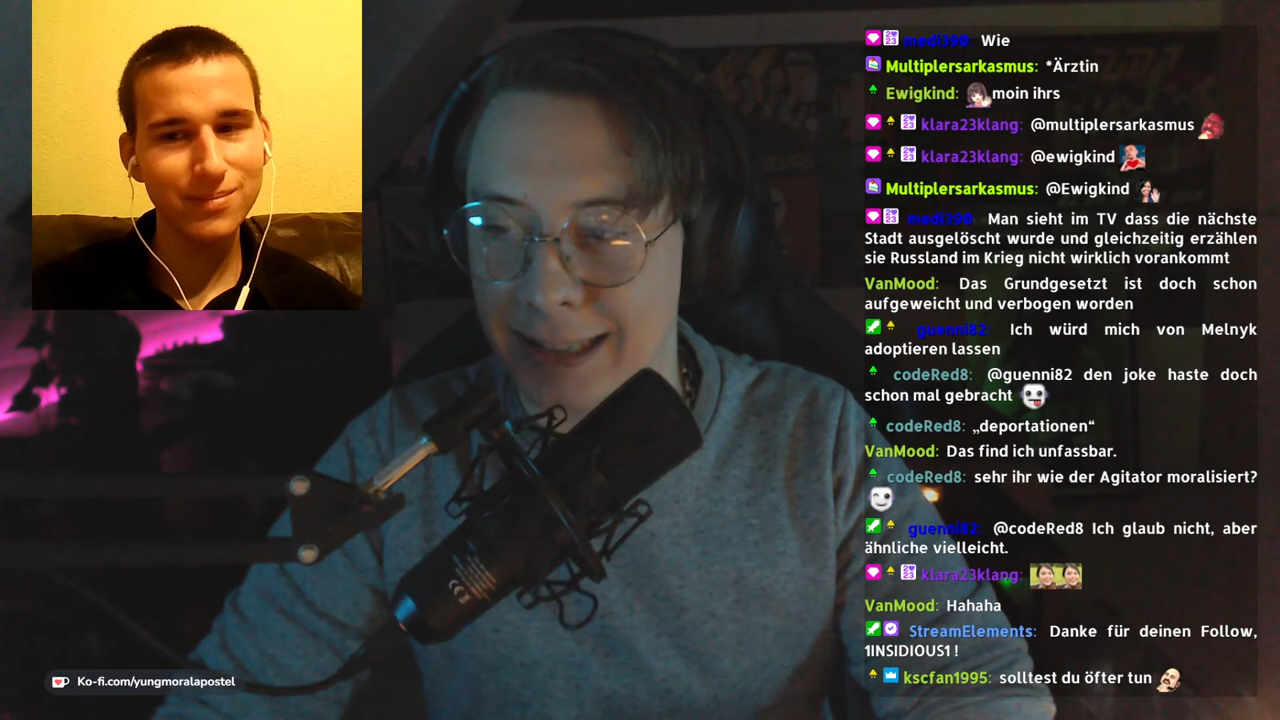 medi390: Wie
Multiplersarkasmus: *Ärztin
Ewigkind: moin ihrs
klara23klang: @multiplersarkasmus
klara23klang: @ewigkind
Multiplersarkasmus: @Ewigkind
medi390: Man sieht im TV dass die nächste
Stadt ausgelöscht wurde und gleichzeitig erzählen
sie Russland im Krieg nicht wirklich vorankommt
VanMood: Das Grundgesetzt ist doch schon
aufgeweicht und verbogen worden
guenni82: Ich würd mich von Melnyk
adoptieren lassen
codeRed8: @guenni82 den joke haste doch
schon mal gebracht
codeRed8: „deportationen“
VanMood: Das find ich unfassbar.
codeRed8: sehr ihr wie der Agitator moralisiert?
guenni82: @codeRed8 Ich glaub nicht, aber
ähnliche vielleicht.
klara23klang:
VanMood: Hahaha
StreamElements: Danke für deinen Follow,
1INSIDIOUS1 !
kscfan1995: solltest du öfter tun
Ko-fi.com/yungmoralapostel